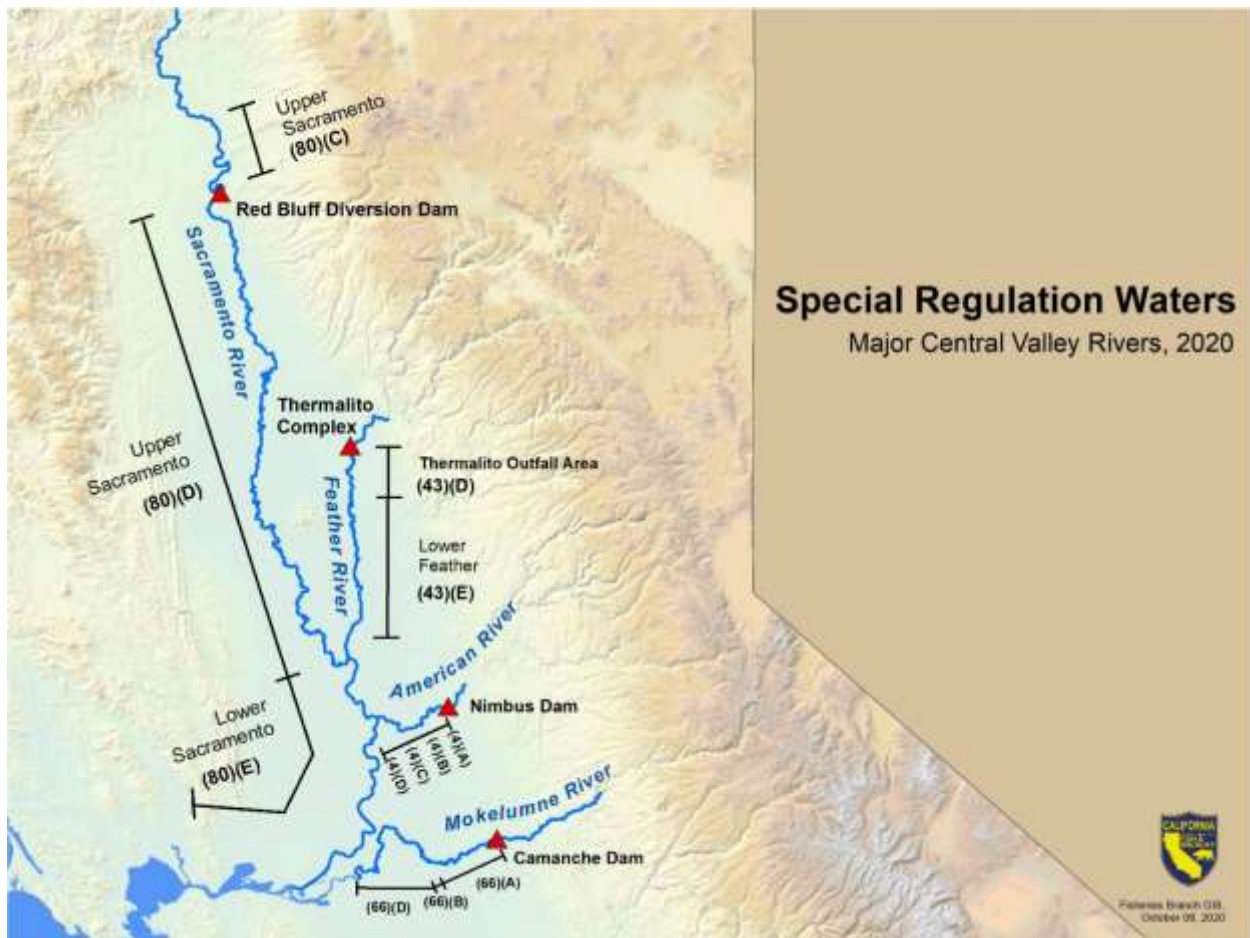 Upper
Sacramento
(80)(C)
Red Bluff Diversion Dam
Sacramento River
Special Regulation Waters
Major Central Valley Rivers, 2020
Thermalito
Complex
Upper
Sacramento
(80)(D)
Thermalito Outfall Area
(43)(D)
Feather River
Lower
Feather
(43)(E)
American River
Nimbus Dam
Lower
Sacramento
(80)(E)
(4)(A)
(4)(B)
(4)(C)
(4)(D)
Mokelumne River
Camanche Dam
(66)(A)
(66)(B)
(66)(D)
CALIFORNIA
Fisheries Branch GIS,
October 09, 2020